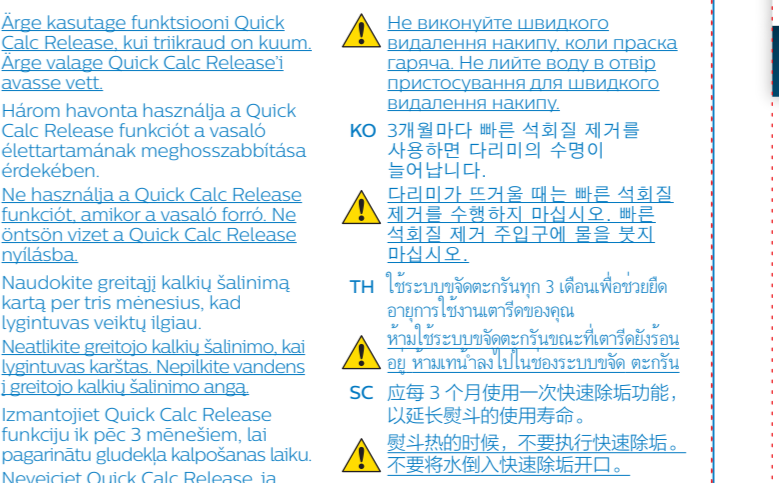 Ärge kasutage funktsiooni Quick
Calc Release, kui triikraud on kuum.
Ärge valage Quick Calc Release'i
avasse vett.
Három havonta használja a Quick
Calc Release funkciót a vasaló
élettartamának meghosszabbítása
érdekében.
Ne használja a Quick Calc Release
funkciót, amikor a vasaló forró. Ne
öntsön vizet a Quick Calc Release
nyílásba.
Naudokite greitąjį kalkių šalinimą
kartą per tris mėnesius, kad
lygintuvas veiktų ilgiau.
Neatlikite greitojo kalkių šalinimo, kai
lygintuvas karštas. Nepilkite vandens
į greitojo kalkių šalinimo angą.
Izmantojiet Quick Calc Release
funkciju ik pēc 3 mēnešiem, lai
pagarinātu gludekļa kalpošanas laiku.
Neveiciet Quick Calc Release, ja
Не виконуйте швидкого
видалення накипу, коли праска
гаряча. Не лийте воду в отвір
пристосування для швидкого
видалення накипу.
KO 3개월마다 빠른 석회질 제거를
사용하면 다리미의 수명이
늘어납니다.
다리미가 뜨거울 때는 빠른 석회질
제거를 수행하지 마십시오. 빠른
석회질 제거 주입구에 물을 붓지
마십시오.
TH ใช้ระบบขจัดตะกรันทุก 3 เดือนเพื่อช่วยยืด
อายุการใช้งานเตารีดของคุณ
ห้ามใช้ระบบขจัดตะกรันขณะที่เตารีดยังร้อน
อยู่ ห้ามเทน้ำลงไปในช่องระบบขจัด ตะกรัน
SC 应每 3 个月使用一次快速除垢功能，
以延长熨斗的使用寿命。
熨斗热的时候，不要执行快速除垢。
不要将水倒入快速除垢开口。